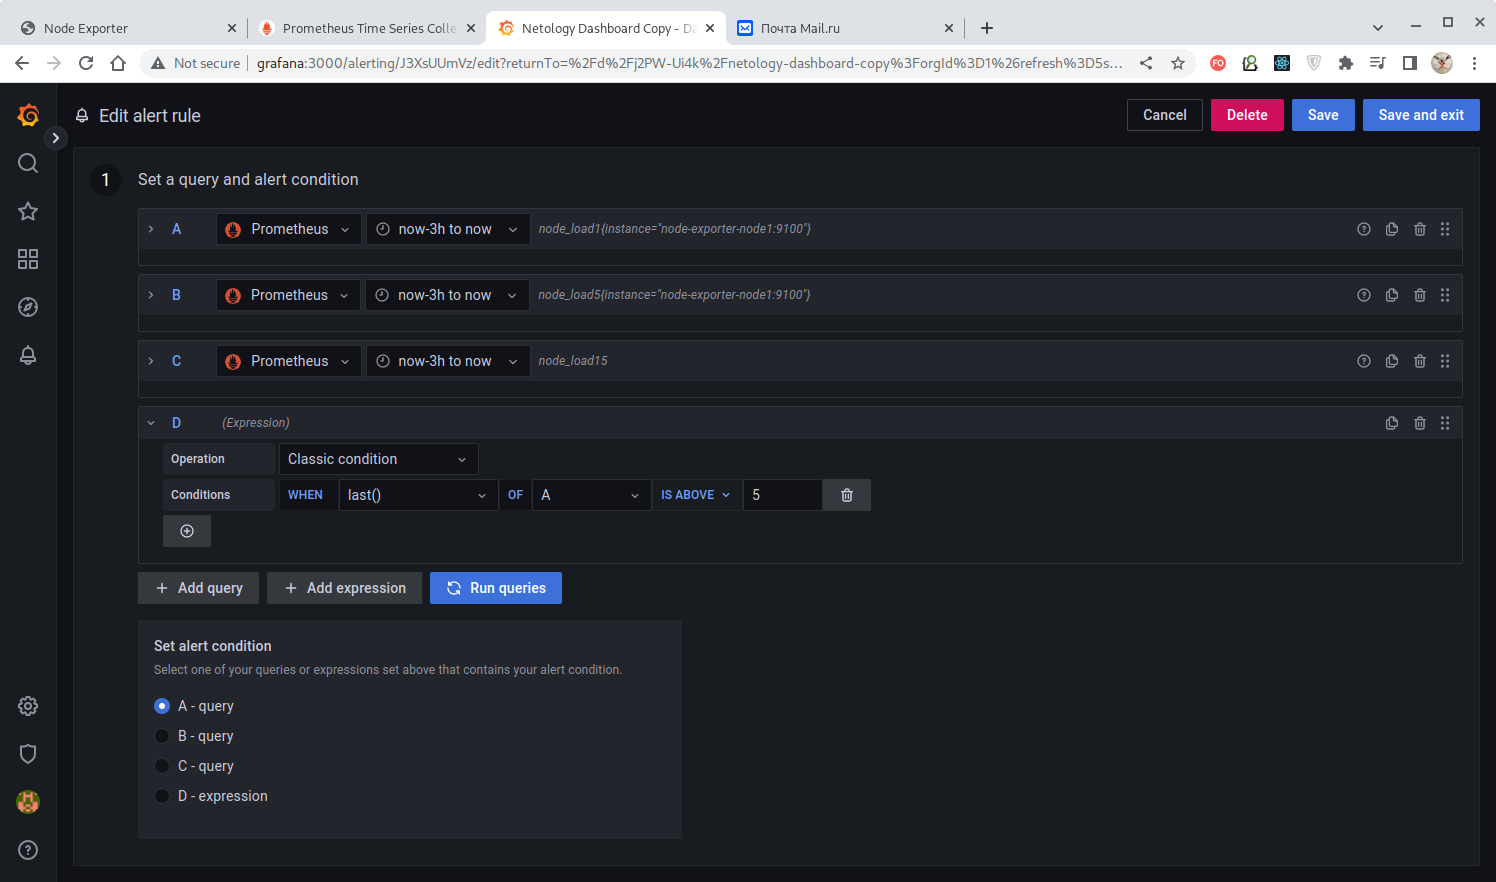 Node Exporter
Prometheus Time Series Colle
Netology Dashboard Copy - Da
Почта Mail.ru
Not secure
grafana:3000/alerting/J3XsUUmVz/edit?returnTo=%2Fd%2Fj2PW-Ui4k%2Fnetology-dashboard-copy%3ForgId%3D1%26refresh%3D5s...
FO
Edit alert rule
Cancel
Delete
Save
Save and exit
1
Set a query and alert condition
A Prometheus now-3h to now node_load1{instance="node-exporter-node1:9100"}
B Prometheus now-3h to now node_load5{instance="node-exporter-node1:9100"}
C Prometheus now-3h to now node_load15
D (Expression)
Operation Classic condition
Conditions WHEN last() OF A IS ABOVE 5
Add query
Add expression
Run queries
Set alert condition
Select one of your queries or expressions set above that contains your alert condition.
A - query
B - query
C - query
D - expression